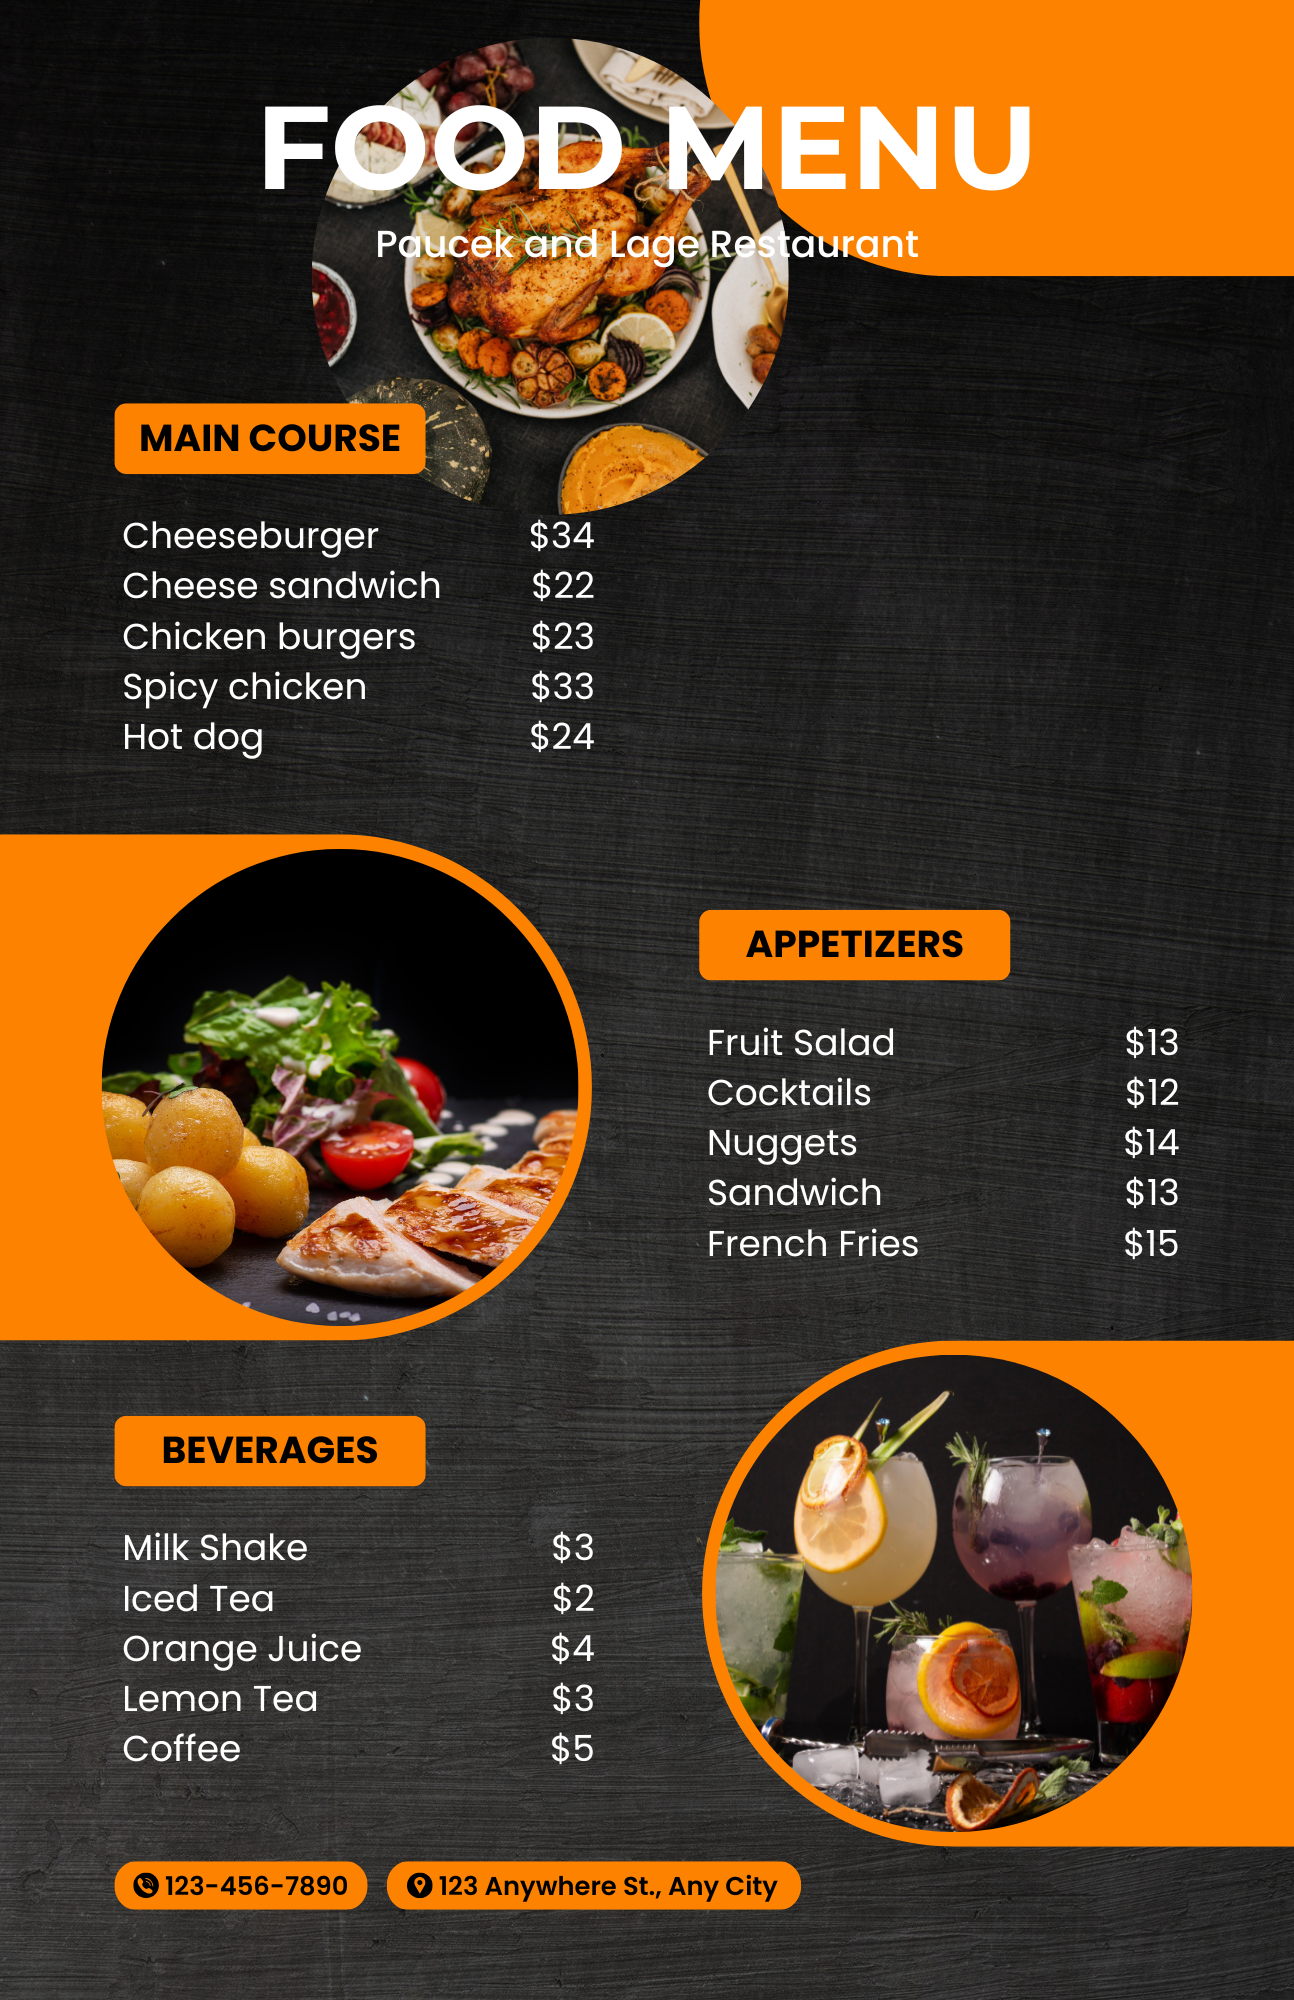 FOOD MENU
Paucek and Lage Restaurant
MAIN COURSE
Cheeseburger $34
Cheese sandwich $22
Chicken burgers $23
Spicy chicken $33
Hot dog $24
APPETIZERS
Fruit Salad $13
Cocktails $12
Nuggets $14
Sandwich $13
French Fries $15
BEVERAGES
Milk Shake $3
Iced Tea $2
Orange Juice $4
Lemon Tea $3
Coffee $5
123-456-7890
123 Anywhere St., Any City